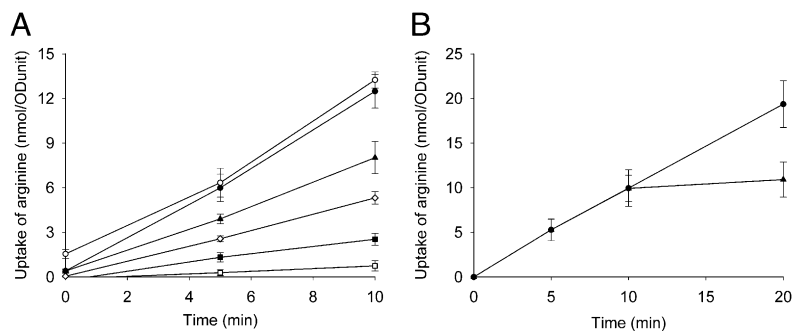 A
B
Uptake of arginine (nmol/ODunit)
15
12
9
6
3
0
0 2 4 6 8 10
Time (min)
Uptake of arginine (nmol/ODunit)
25
20
15
10
5
0
0 5 10 15 20
Time (min)